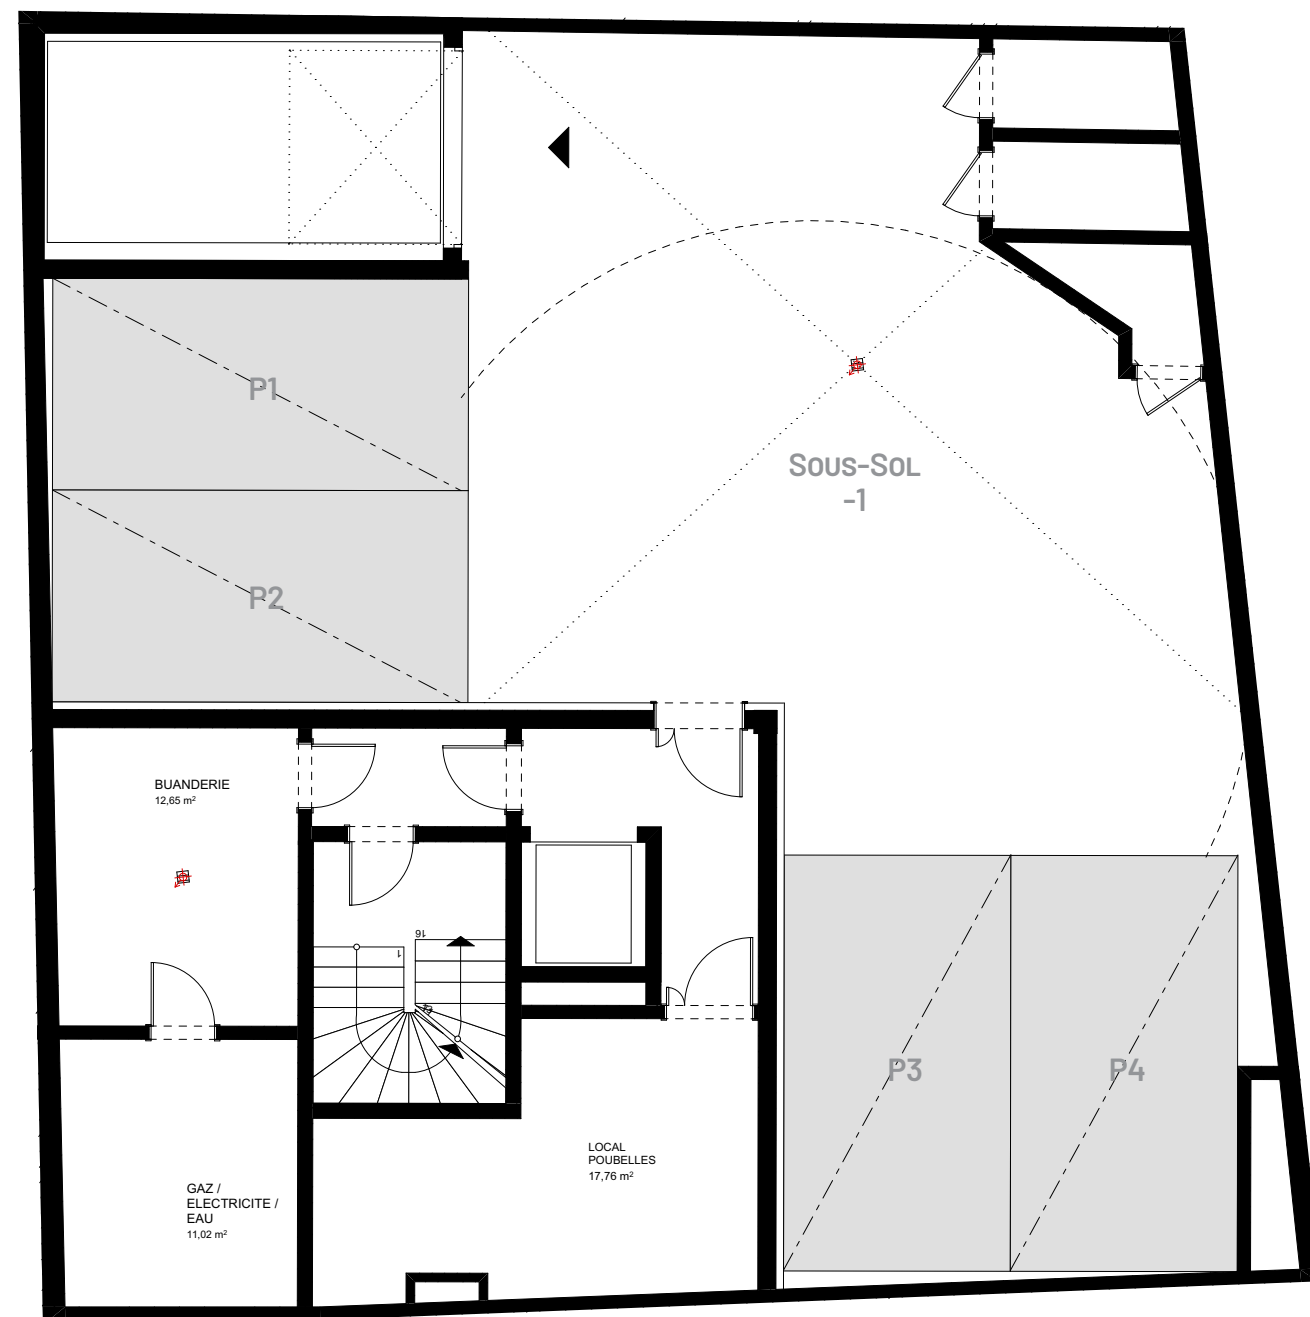 P1
SOUS-SOL
-1
P2
BUANDERIE
12,65 m²
16
1
P3
P4
LOCAL
POUBELLES
17,76 m²
GAZ /
ELECTRICITE /
EAU
11,02 m²